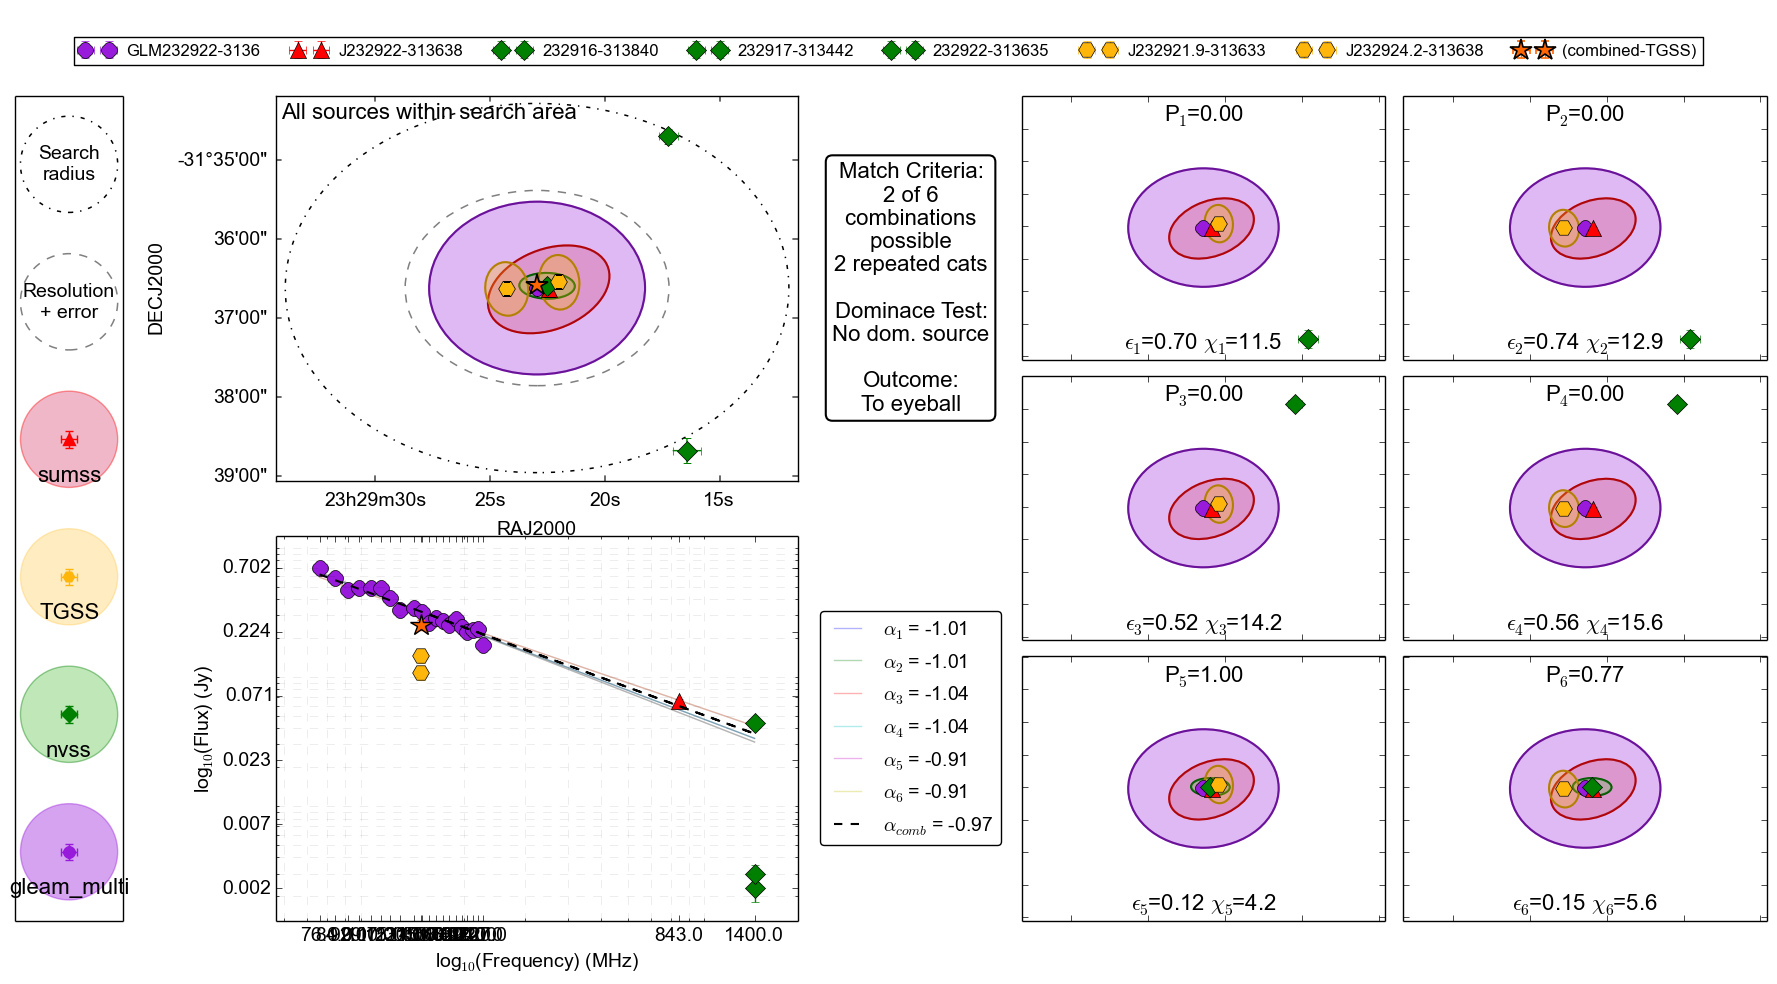 GLM232922-3136
J232922-313638
232916-313840
232917-313442
232922-313635
J232921.9-313633
J232924.2-313638
(combined-TGSS)
Search
radius
Resolution
+ error
sumss
TGSS
nvss
gleam_multi
All sources within search area
DECJ2000
-31°35'00"
36'00"
37'00"
38'00"
39'00"
23h29m30s
25s
20s
15s
RAJ2000
Match Criteria:
2 of 6
combinations
possible
2 repeated cats
Dominace Test:
No dom. source
Outcome:
To eyeball
log10(Flux) (Jy)
0.702
0.224
0.071
0.023
0.007
0.002
843.0
1400.0
log10(Frequency) (MHz)
α1 = -1.01
α2 = -1.01
α3 = -1.04
α4 = -1.04
α5 = -0.91
α6 = -0.91
αcomb = -0.97
P1=0.00
ϵ1=0.70 χ1=11.5
P2=0.00
ϵ2=0.74 χ2=12.9
P3=0.00
ϵ3=0.52 χ3=14.2
P4=0.00
ϵ4=0.56 χ4=15.6
P5=1.00
ϵ5=0.12 χ5=4.2
P6=0.77
ϵ6=0.15 χ6=5.6